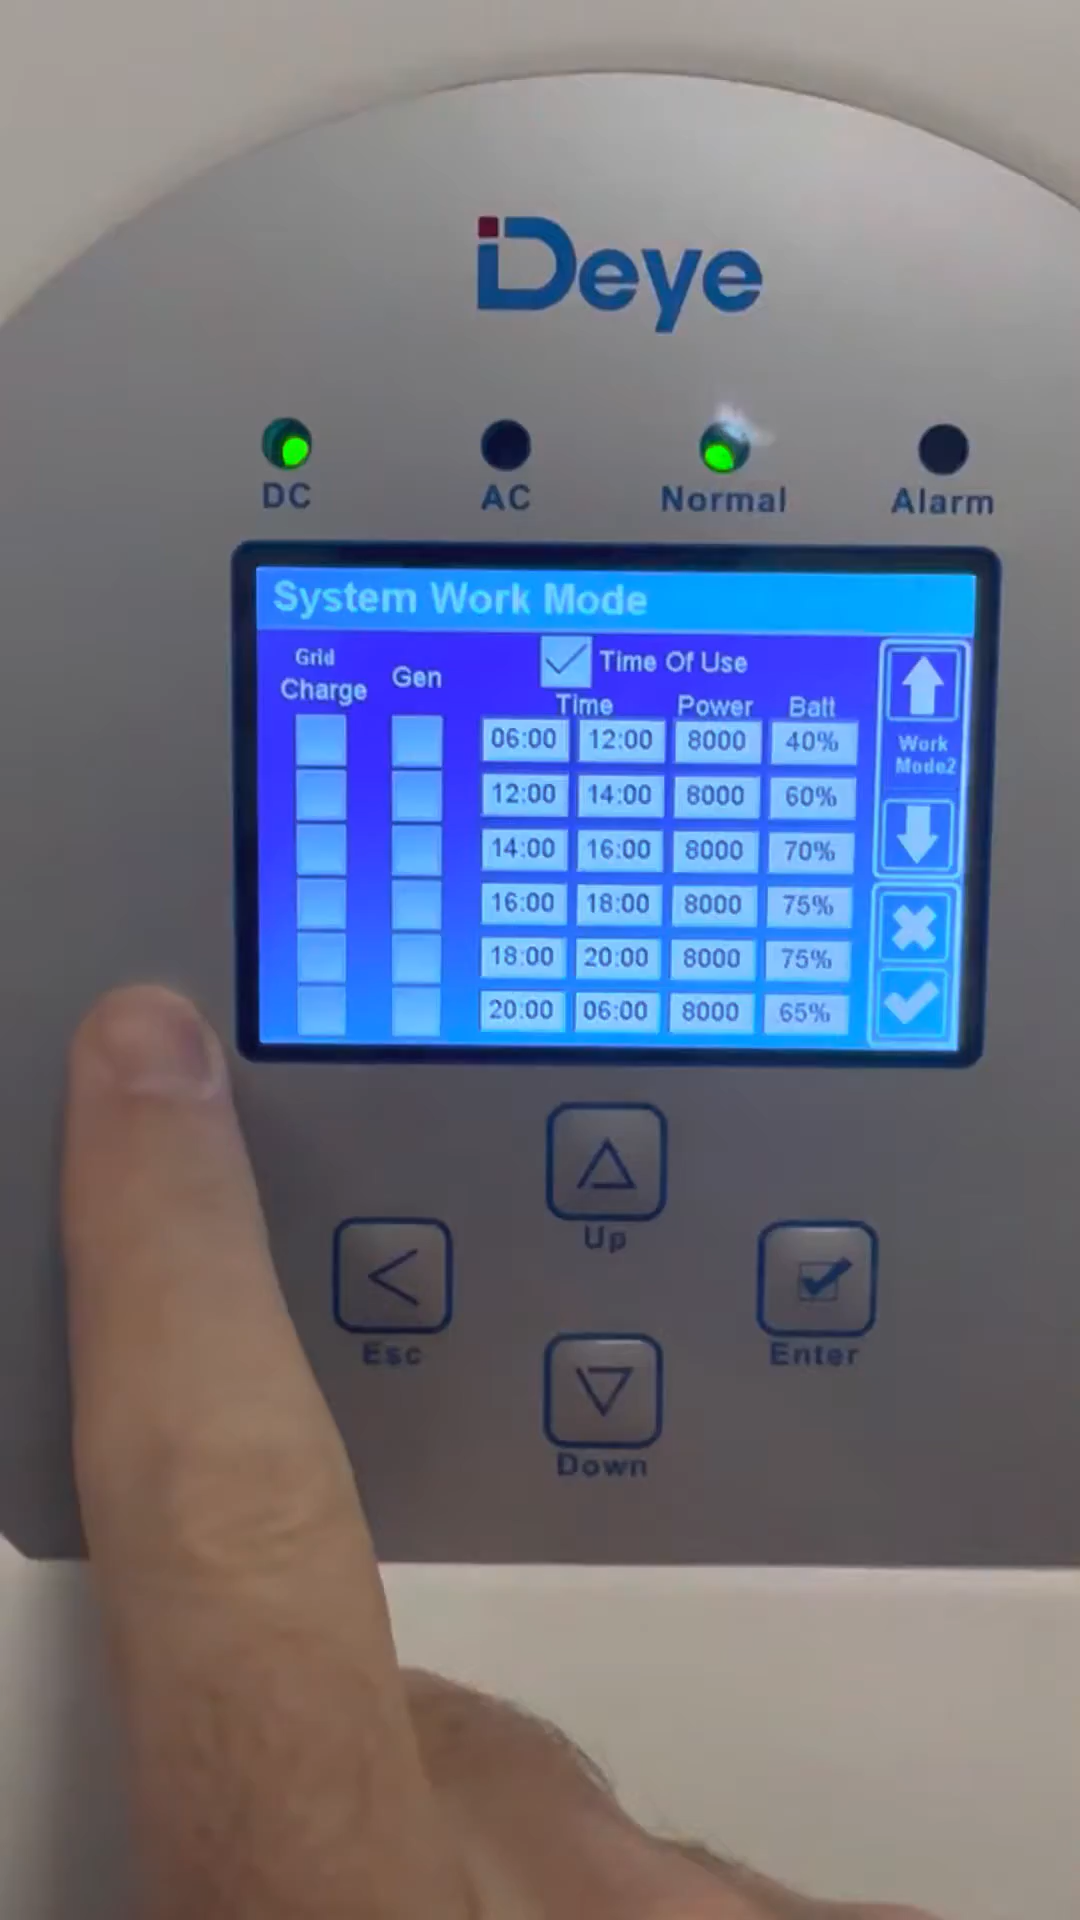 Deye
DC AC Normal Alarm
System Work Mode
Grid Charge Gen Time Of Use
Time Power Batt
06:00 12:00 8000 40%
12:00 14:00 8000 60%
14:00 16:00 8000 70%
16:00 18:00 8000 75%
18:00 20:00 8000 75%
20:00 06:00 8000 65%
Work
Mode2
Up
Esc Enter
Down